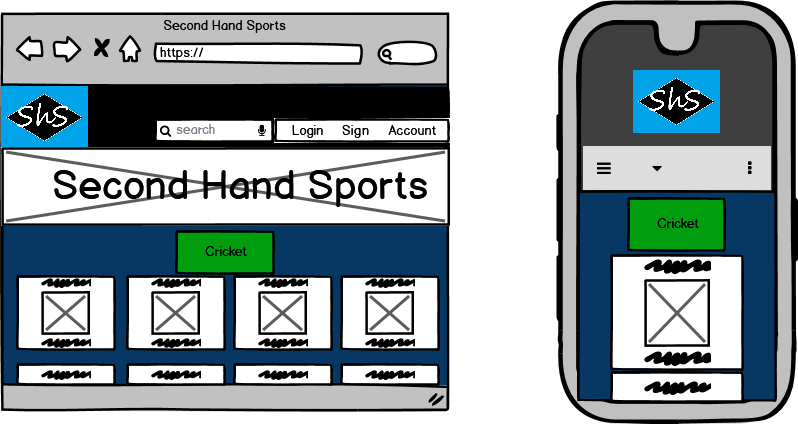 Second Hand Sports
https://
ShS
search
Login Sign Account
Second Hand Sports
Cricket
ShS
Cricket